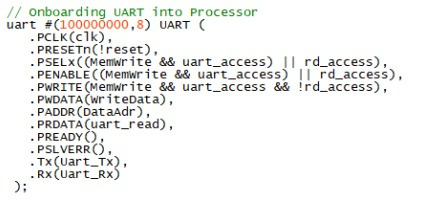 // Onboarding UART into Processor
uart #(100000000,8) UART (
.PCLK(clk),
.PRESETn(!reset),
.PSELx((MemWrite && uart_access) || rd_access),
.PENABLE((MemWrite && uart_access) || rd_access),
.PWRITE(MemWrite && uart_access && !rd_access),
.PWDATA(WriteData),
.PADDR(DataAdr),
.PRDATA(uart_read),
.PREADY(),
.PSLVERR(),
.Tx(Uart_Tx),
.Rx(Uart_Rx)
);